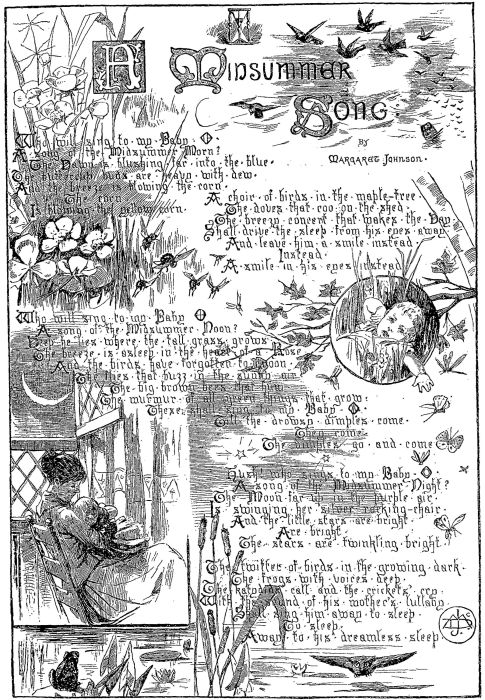 A Midsummer
Song.
BY
MARGARET JOHNSON.
Who will sing to my Baby O.
A song of the Midsummer Morn?
The Dawn is blushing far into the blue
The buttercup buds are heavy with dew
And the breeze is blowing the corn
The corn
Is blowing the yellow corn.
A choir of birds in the maple-tree
The doves that coo on the shed
The breezy concert that wakes the Day
Shall drive the sleep from his eyes away
And leave him a smile instead
Instead
A smile in his eyes instead
Who will sing to my Baby O
A song of the Midsummer Noon?
Deep he lies where the tall grass grows
The breeze is asleep in the heart of a Rose
And the birds have forgotten to croon
The flies that buzz in the sunny air
The big brown bees
The murmur of all green things that grow
These shall sing to my Baby O
Till the drowsy dimples come
They come
The dimples go and come
Hush! who sings to my Baby O
A song of the Midsummer Night?
The Moon far up in the purple air
Is swinging her silver rocking-chair
And the little stars are bright
Are bright
The stars are twinkling bright
The twitter of birds in the growing dark
The frogs with voices deep
The katydids' call and the crickets' cry
With the sound of his mother's lullaby
Shall sing him away to sleep
To sleep
Away to his dreamless sleep